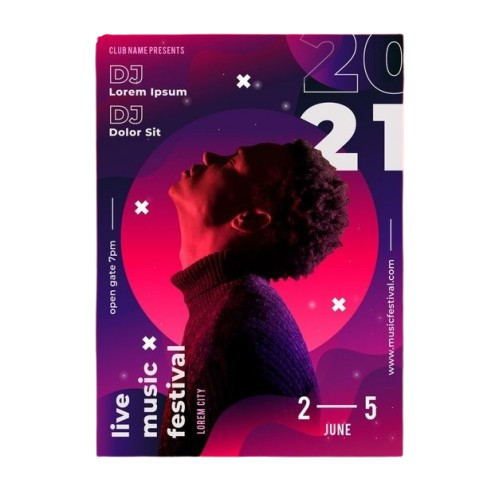 CLUB NAME PRESENTS
DJ
Lorem Ipsum
DJ
Dolor Sit
20
21
open gate 7pm
www.musicfestival.com
live
music
festival
LOREM CITY
2 — 5
JUNE